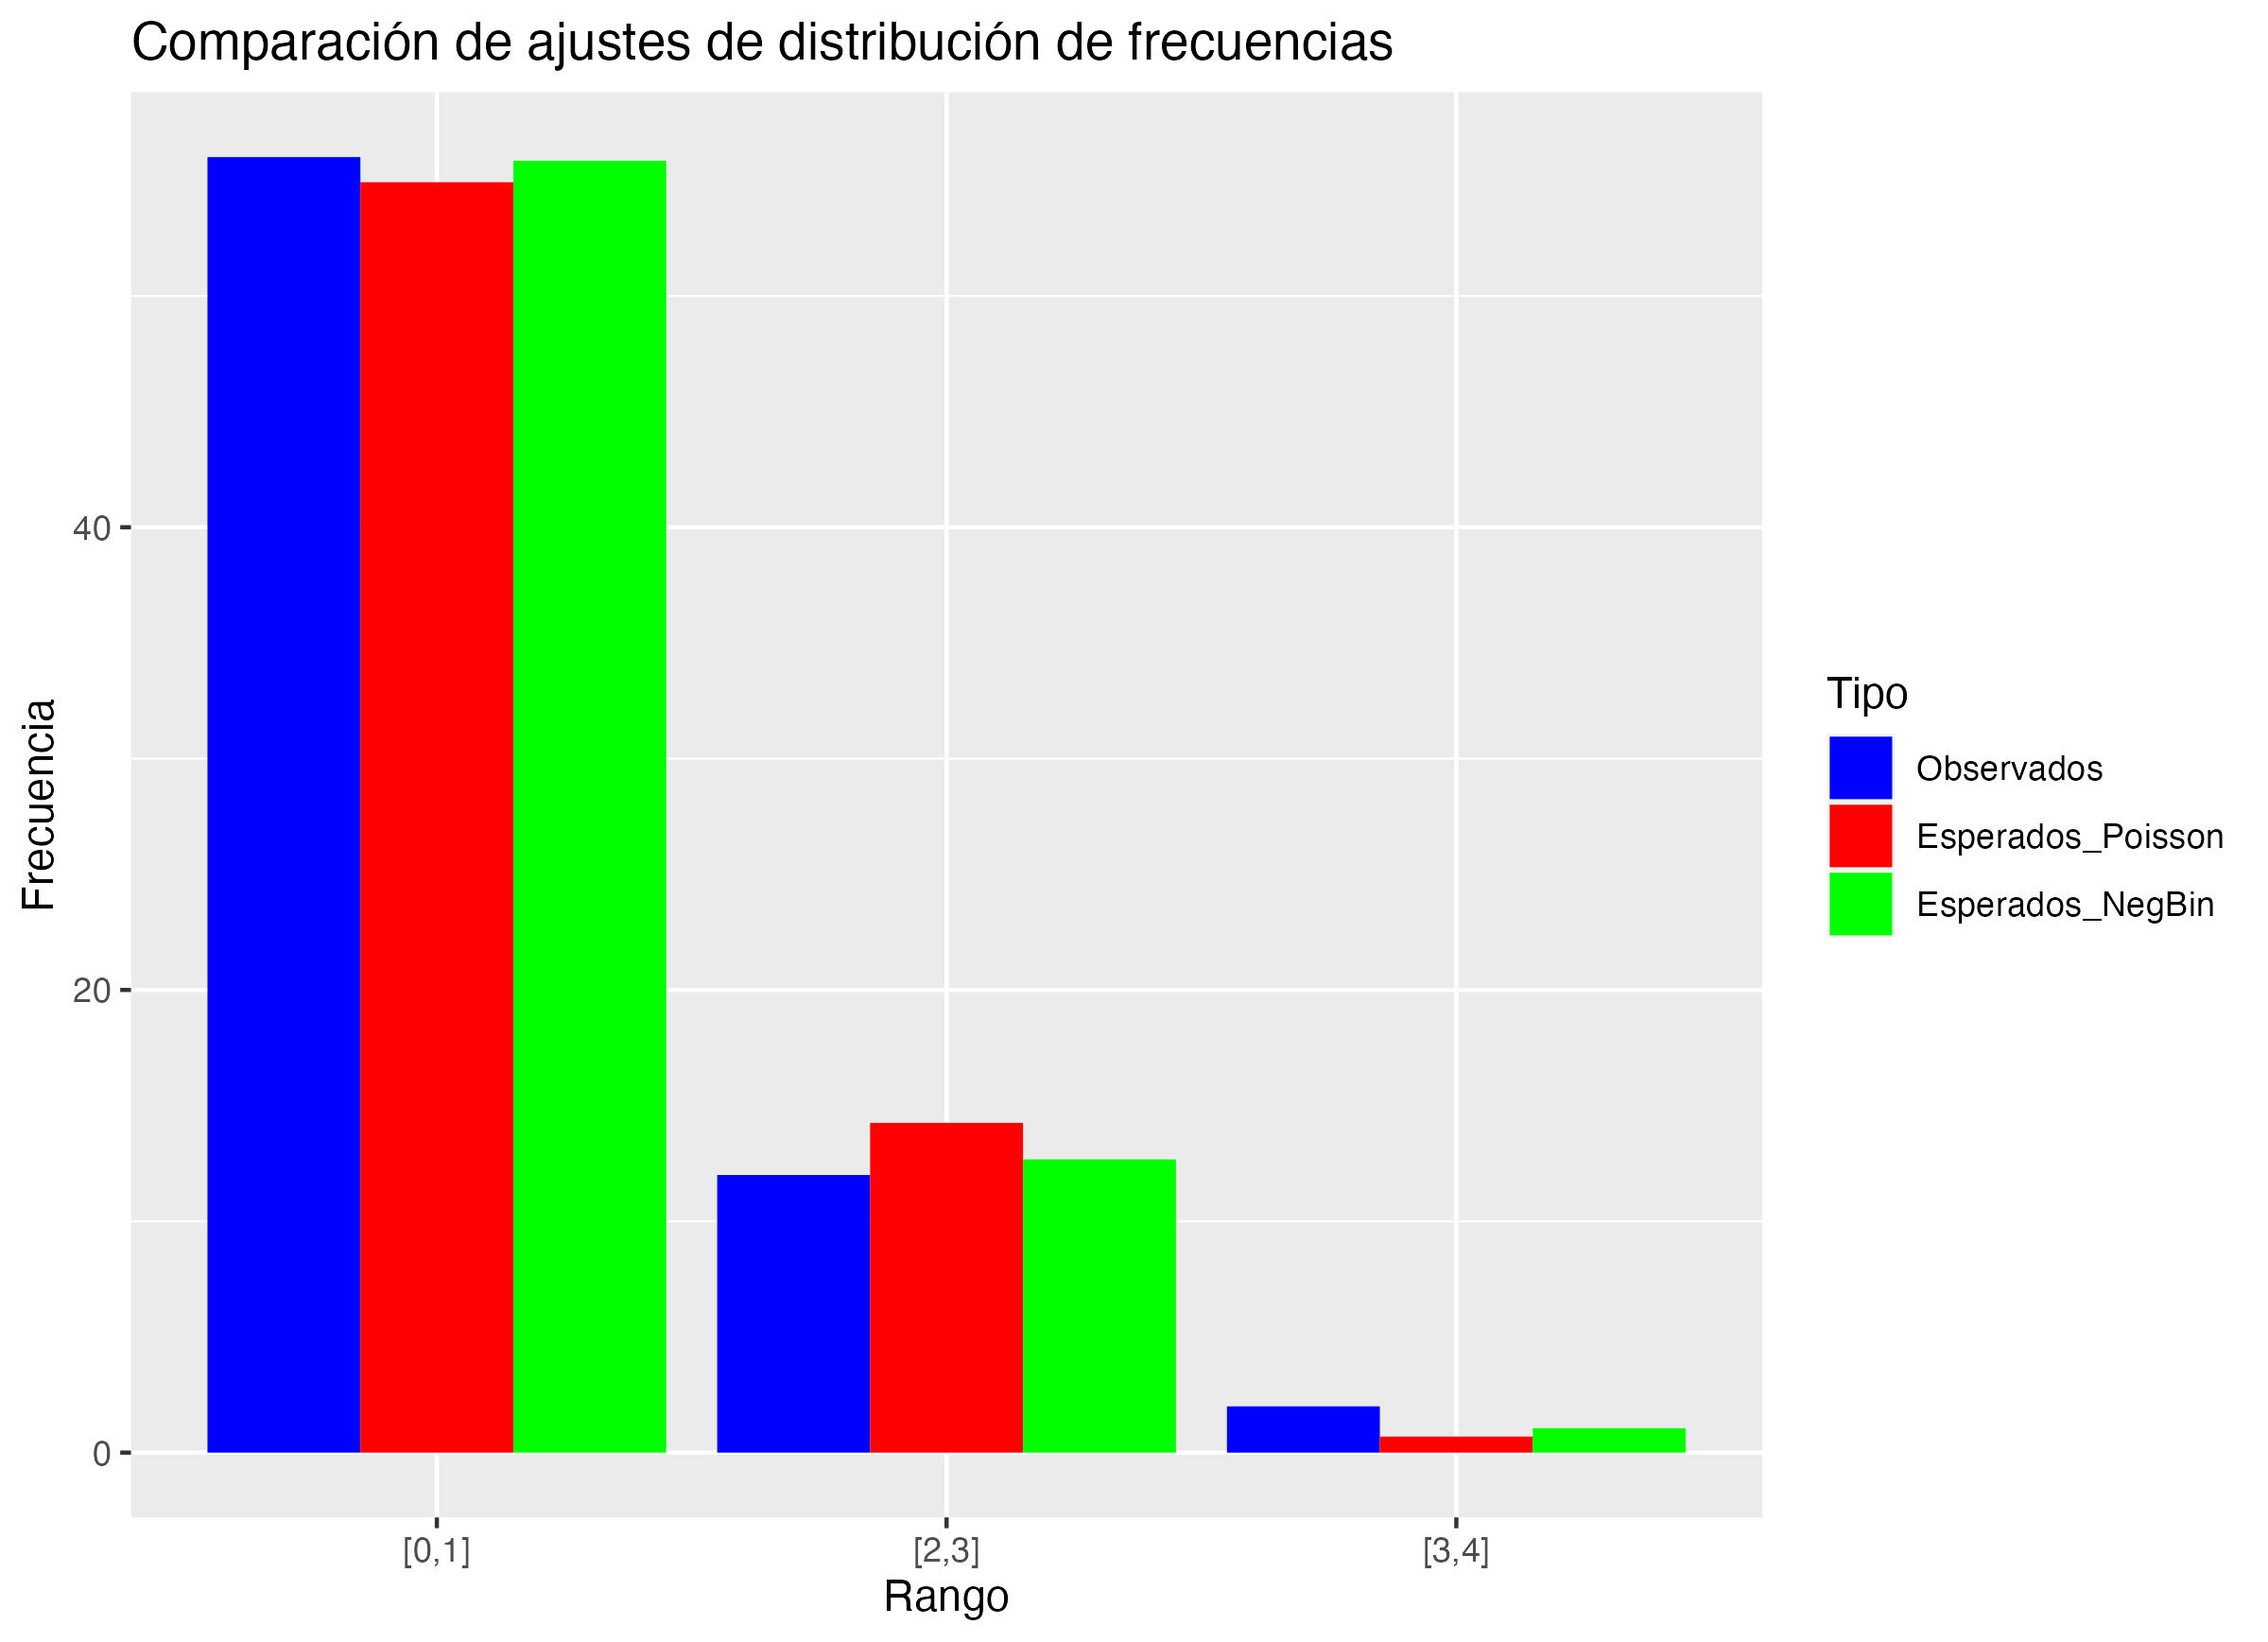 Comparación de ajustes de distribución de frecuencias
Frecuencia
40
20
0
[0,1]
[2,3]
[3,4]
Rango
Tipo
Observados
Esperados_Poisson
Esperados_NegBin